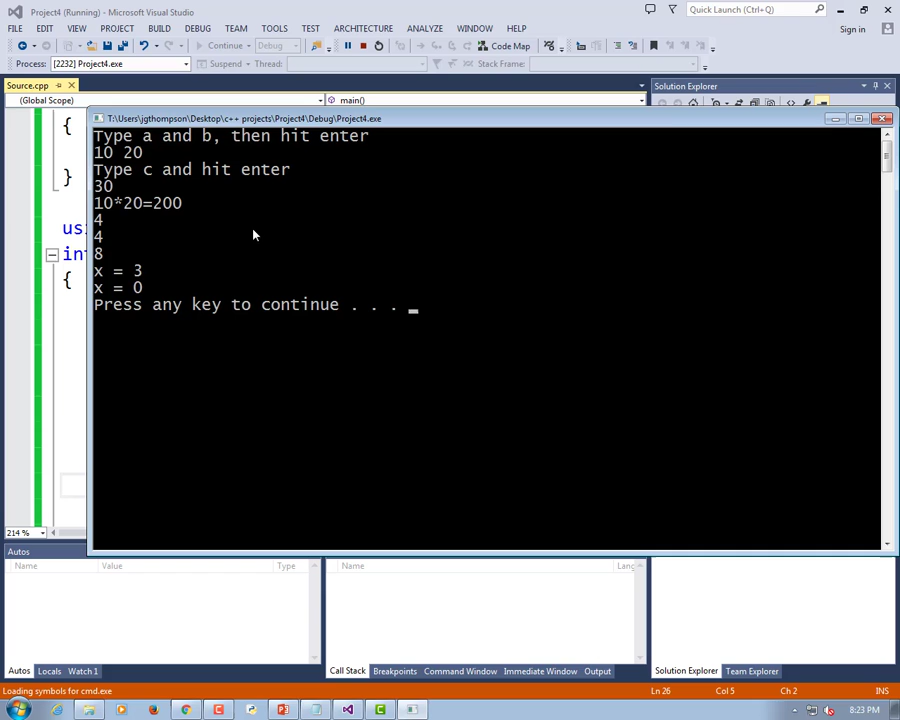 Project4 (Running) - Microsoft Visual Studio
Quick Launch (Ctrl+Q)
FILE EDIT VIEW PROJECT BUILD DEBUG TEAM TOOLS TEST ARCHITECTURE ANALYZE WINDOW HELP
Sign in
Continue Debug Code Map
Process: [2232] Project4.exe Suspend Thread: Stack Frame:
Source.cpp
Solution Explorer
(Global Scope) main()
T:\Users\jgthompson\Desktop\c++ projects\Project4\Debug\Project4.exe
{
}
int
{
Type a and b, then hit enter
10 20
Type c and hit enter
30
10*20=200
4
4
8
x = 3
x = 0
Press any key to continue . . . _
214 %
Autos
Name Value Type
Name
Autos Locals Watch 1
Call Stack Breakpoints Command Window Immediate Window Output
Solution Explorer Team Explorer
Loading symbols for cmd.exe
Ln 26 Col 5 Ch 2 INS
8:23 PM